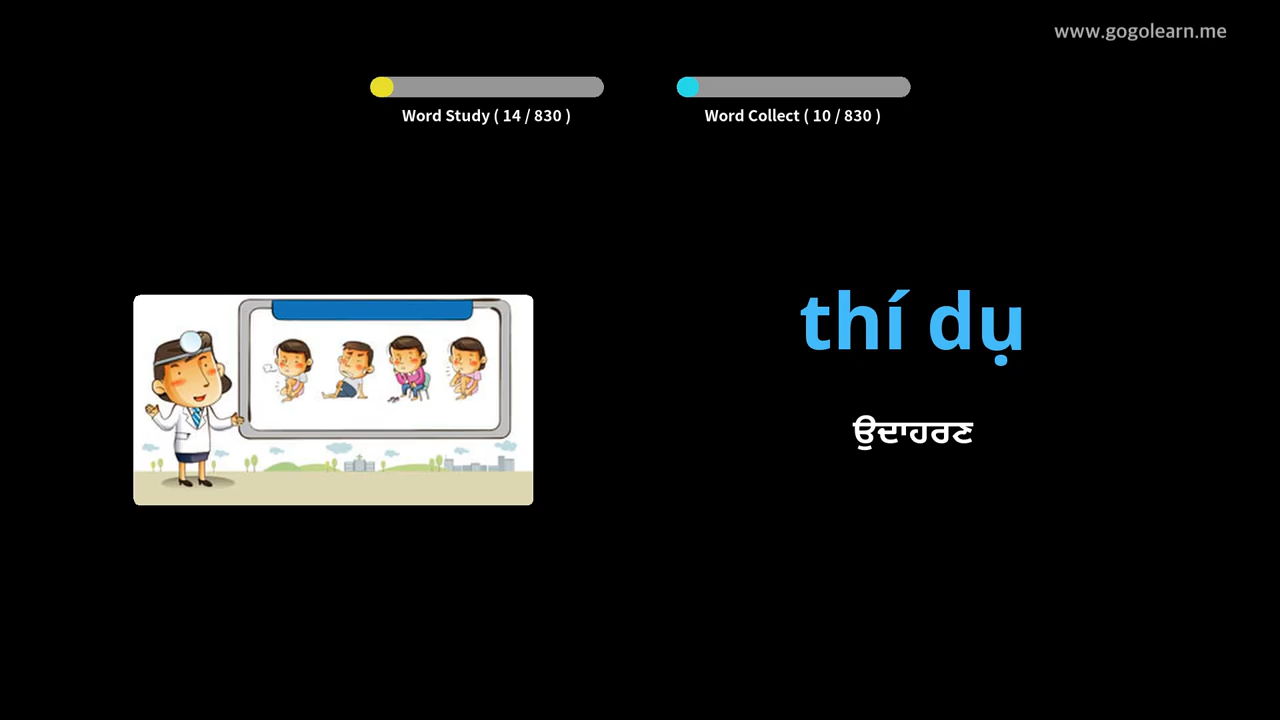 www.gogolearn.me
Word Study ( 14 / 830 )
Word Collect ( 10 / 830 )
thí dụ
ਉਦਾਹਰਣ